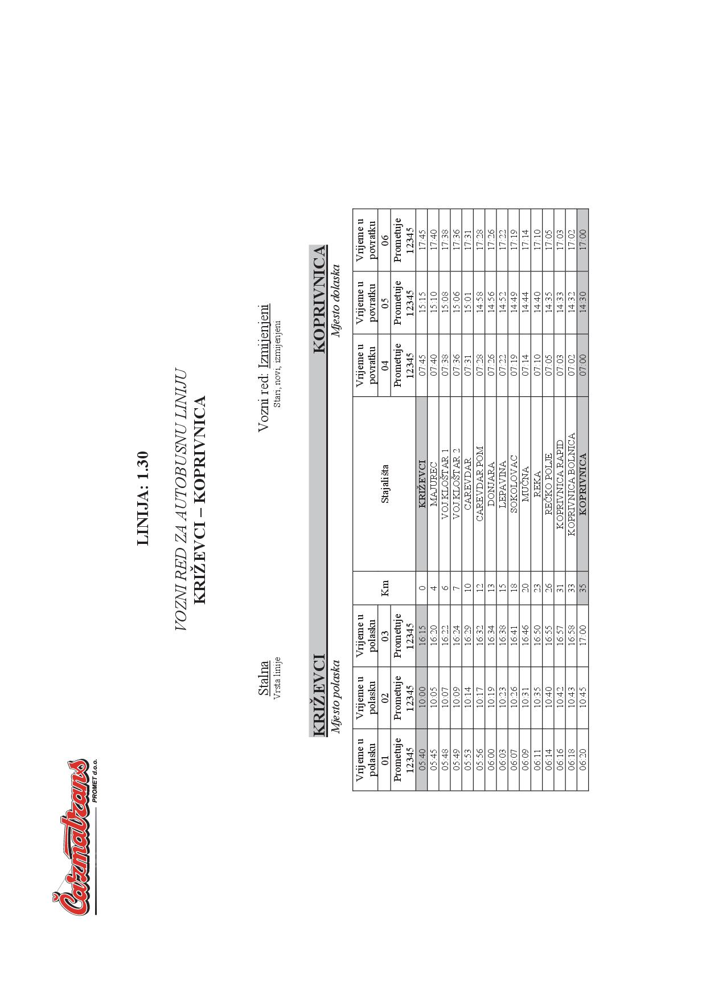 Čazmatrans
PROMET d.o.o.
LINIJA: 1.30
VOZNI RED ZA AUTOBUSNU LINIJU
KRIŽEVCI – KOPRIVNICA
Stalna Vozni red: Izmijenjeni
Vrsta linije Stari, novi, izmijenjeni
KRIŽEVCI KOPRIVNICA
Mjesto polaska Mjesto dolaska
Vrijeme u Vrijeme u Vrijeme u Vrijeme u Vrijeme u Vrijeme u
polasku polasku polasku povratku povratku povratku
01 02 03 Km Stajališta 04 05 06
Prometuje Prometuje Prometuje Prometuje Prometuje Prometuje
12345 12345 12345 12345 12345 12345
05:40 10:00 16:15 0 KRIŽEVCI 07:45 15:15 17:45
05:45 10:05 16:20 4 MAJUREC 07:40 15:10 17:40
05:48 10:07 16:22 6 VOJ.KLOŠTAR 1 07:38 15:08 17:38
05:49 10:09 16:24 7 VOJ.KLOŠTAR 2 07:36 15:06 17:36
05:53 10:14 16:29 10 CAREVDAR 07:31 15:01 17:31
05:56 10:17 16:32 12 CAREVDAR POM 07:28 14:58 17:28
06:00 10:19 16:34 13 DONJARA 07:26 14:56 17:26
06:03 10:23 16:38 15 LEPAVINA 07:22 14:52 17:22
06:07 10:26 16:41 18 SOKOLOVAC 07:19 14:49 17:19
06:09 10:31 16:46 20 MUČNA 07:14 14:44 17:14
06:11 10:35 16:50 23 REKA 07:10 14:40 17:10
06:14 10:40 16:55 26 REČKO POLJE 07:05 14:35 17:05
06:16 10:42 16:57 31 KOPRIVNICA RAPID 07:03 14:33 17:03
06:18 10:43 16:58 33 KOPRIVNICA BOLNICA 07:02 14:32 17:02
06:20 10:45 17:00 35 KOPRIVNICA 07:00 14:30 17:00